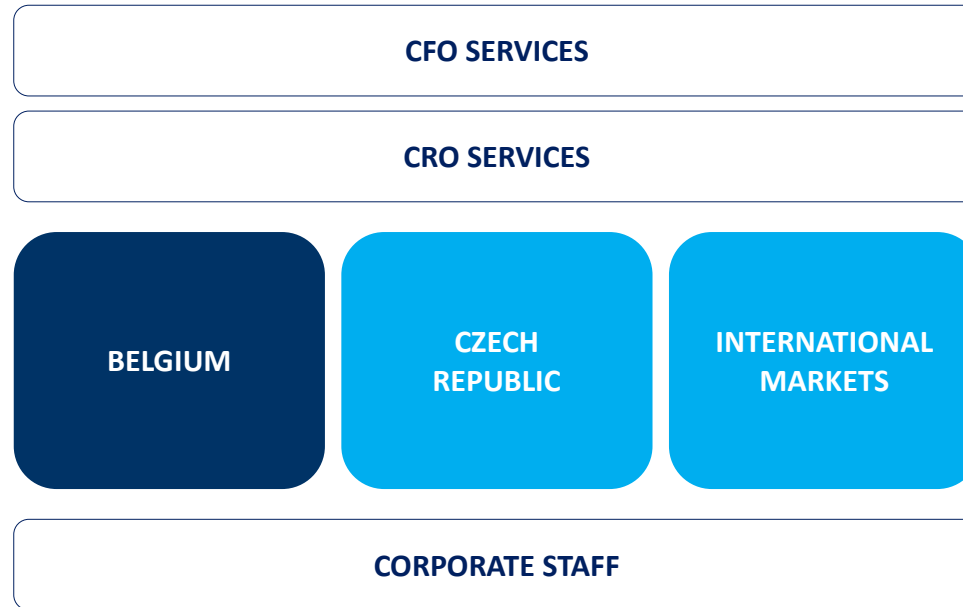 CFO SERVICES
CRO SERVICES
BELGIUM
CZECH
REPUBLIC
INTERNATIONAL
MARKETS
CORPORATE STAFF